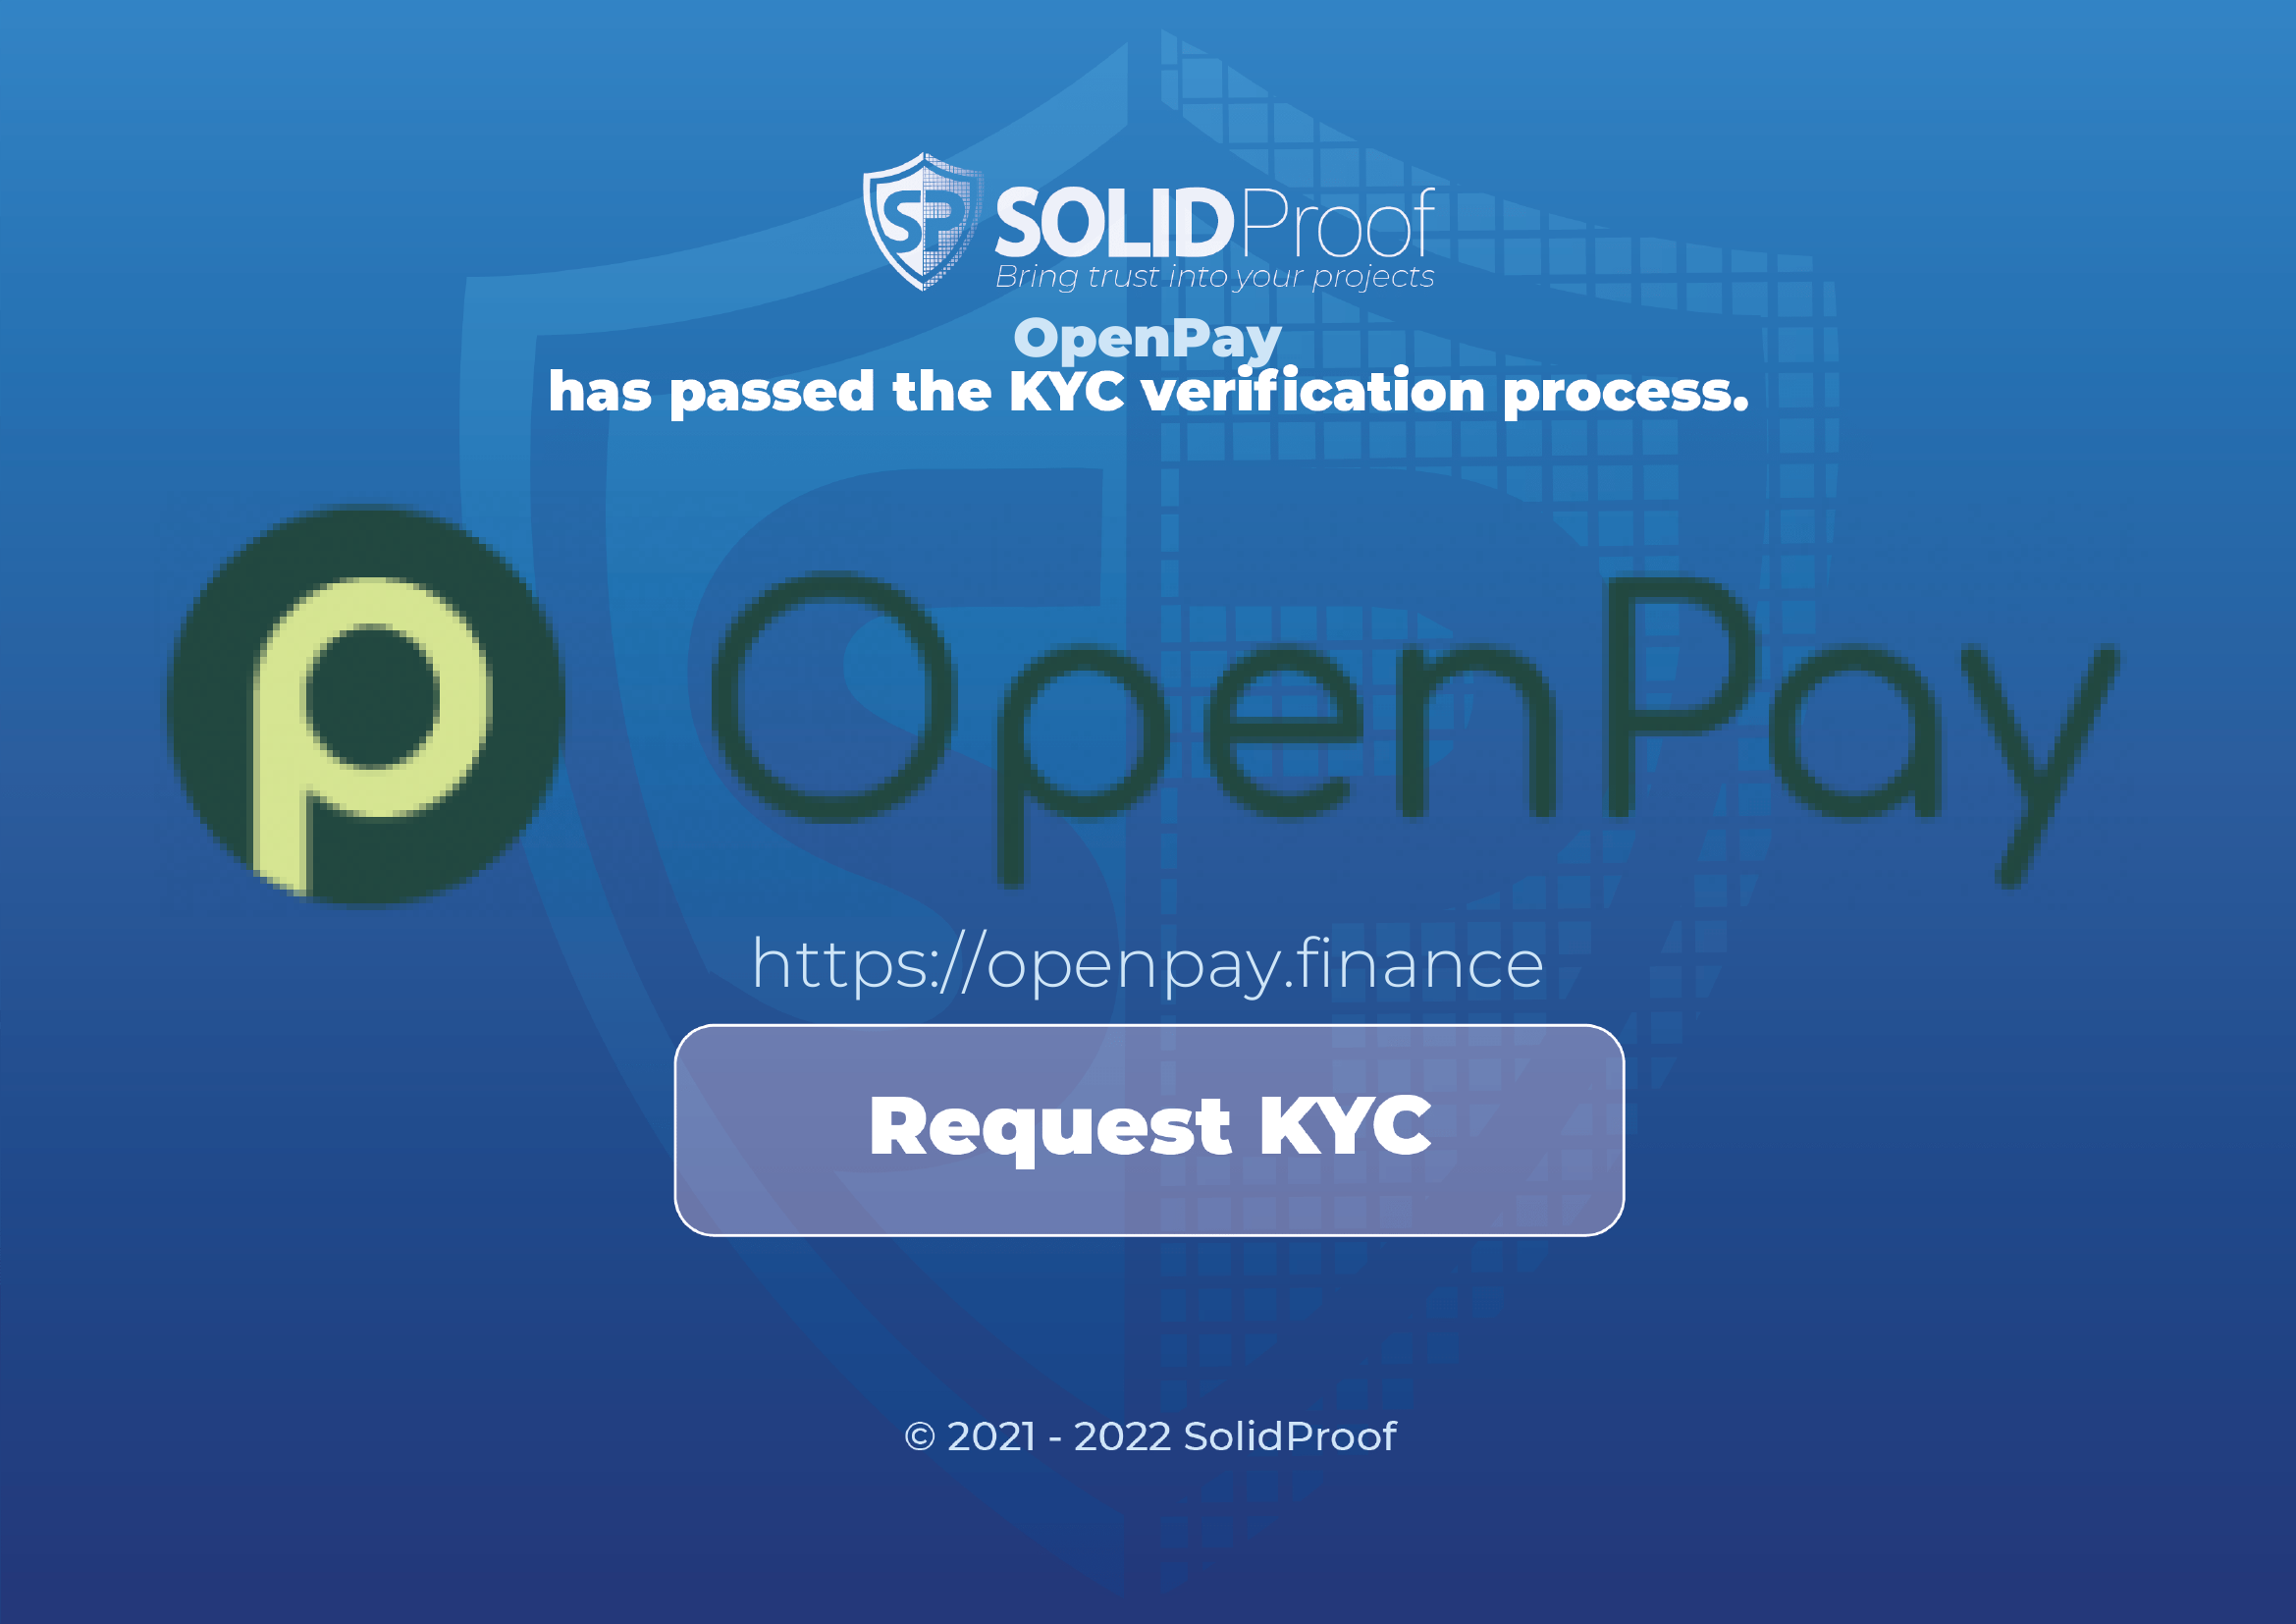 SP SOLIDProof
Bring trust into your projects
OpenPay
has passed the KYC verification process.
OpenPay
https://openpay.finance
Request KYC
© 2021 - 2022 SolidProof